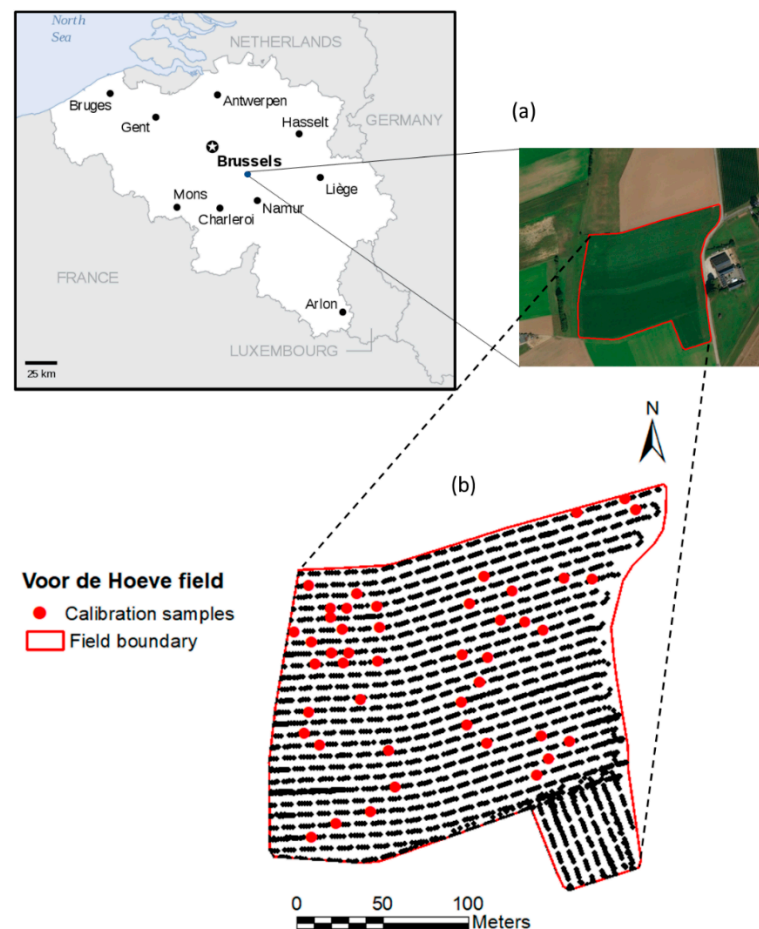 North
Sea
NETHERLANDS
Bruges
Antwerpen
Gent
Hasselt
GERMANY
Brussels
Liège
Mons
Namur
Charleroi
FRANCE
Arlon
LUXEMBOURG
25 km
(a)
N
(b)
Voor de Hoeve field
Calibration samples
Field boundary
0 50 100
Meters